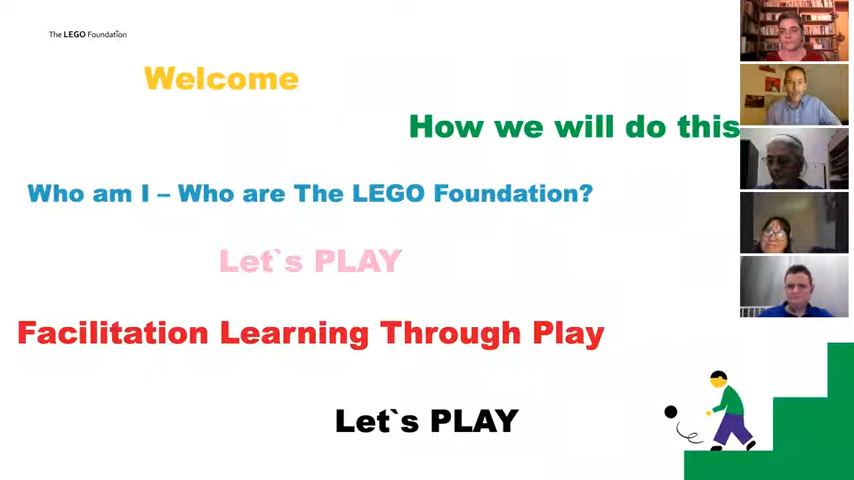 The LEGO Foundation
Welcome
How we will do this
Who am I – Who are The LEGO Foundation?
Let`s PLAY
Facilitation Learning Through Play
Let`s PLAY